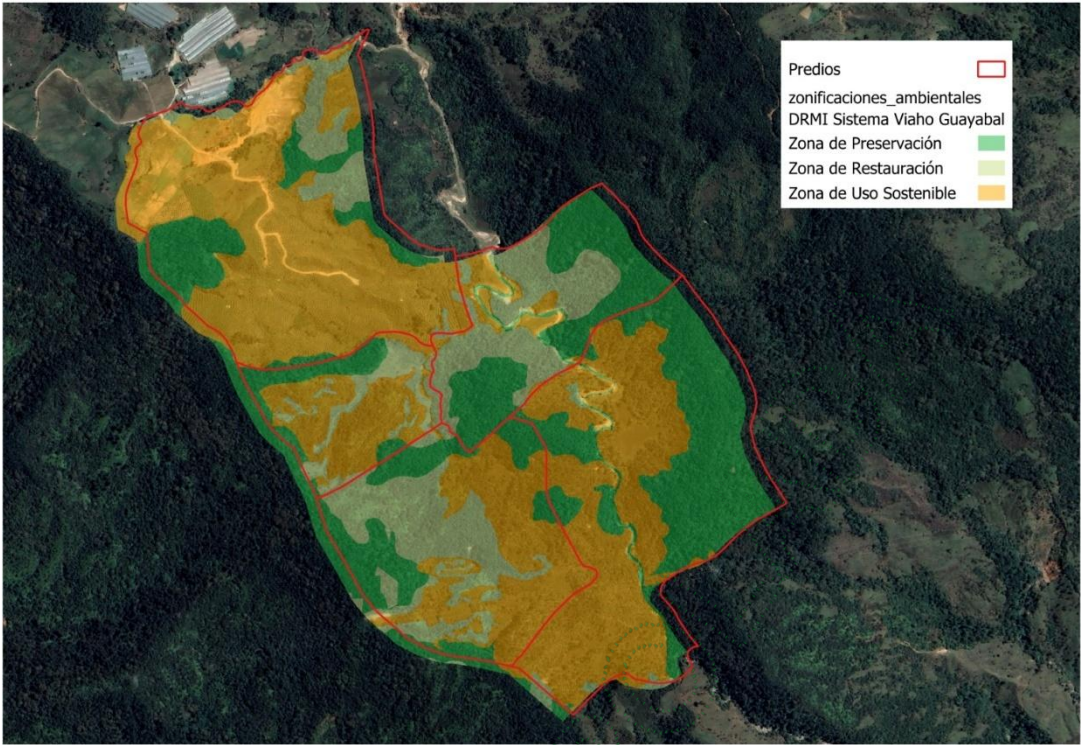 Predios
zonificaciones_ambientales
DRMI Sistema Viaho Guayabal
Zona de Preservación
Zona de Restauración
Zona de Uso Sostenible